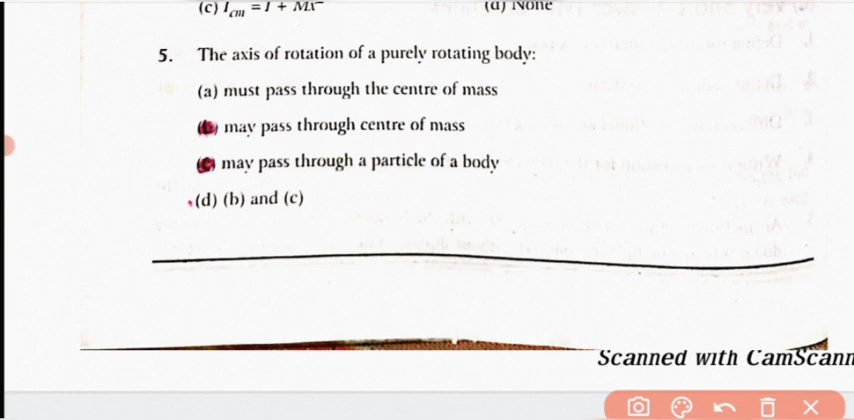 (c) I_cm = I + Mx²
(d) None
5. The axis of rotation of a purely rotating body:
(a) must pass through the centre of mass
(b) may pass through centre of mass
(c) may pass through a particle of a body
(d) (b) and (c)
Scanned with CamScann